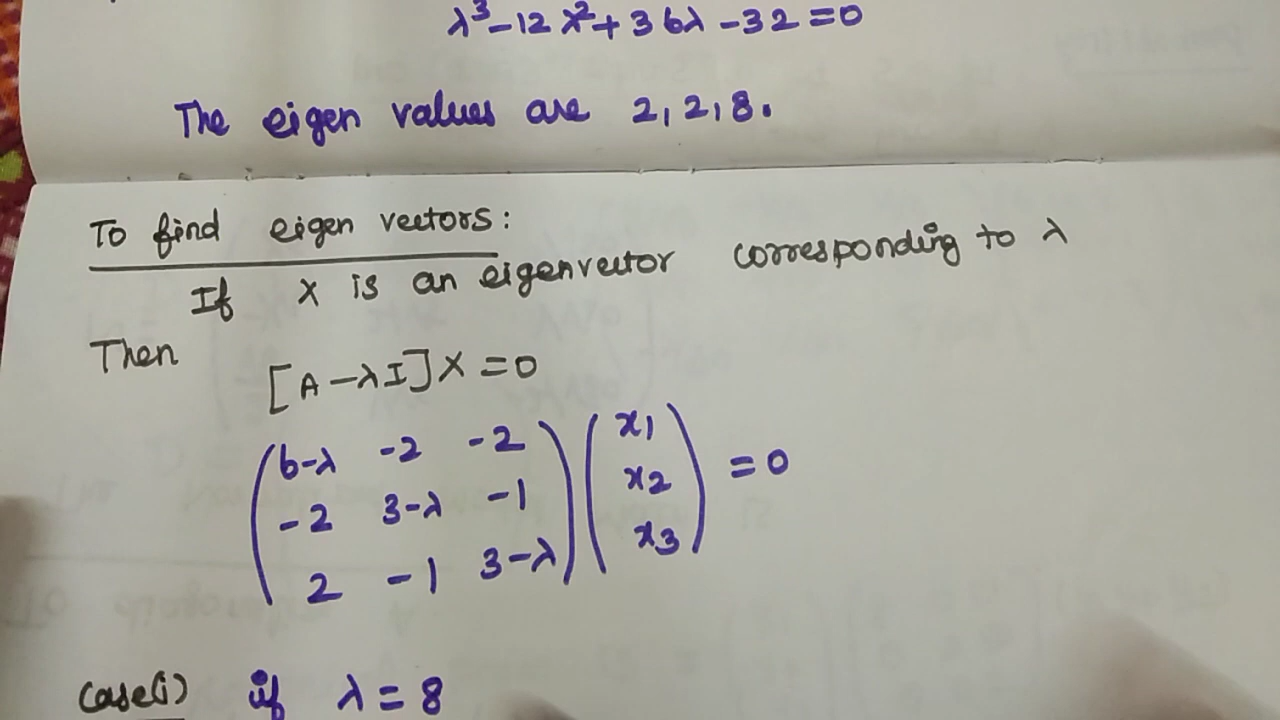 λ³-12λ²+36λ-32=0
The eigen values are 2,2,8.
To find eigen vectors:
If X is an eigenvector corresponding to λ
Then
[A-λI]X=0
(6-λ -2 -2) (x1)
(-2 3-λ -1) (x2) =0
(2 -1 3-λ) (x3)
case(i) if λ=8